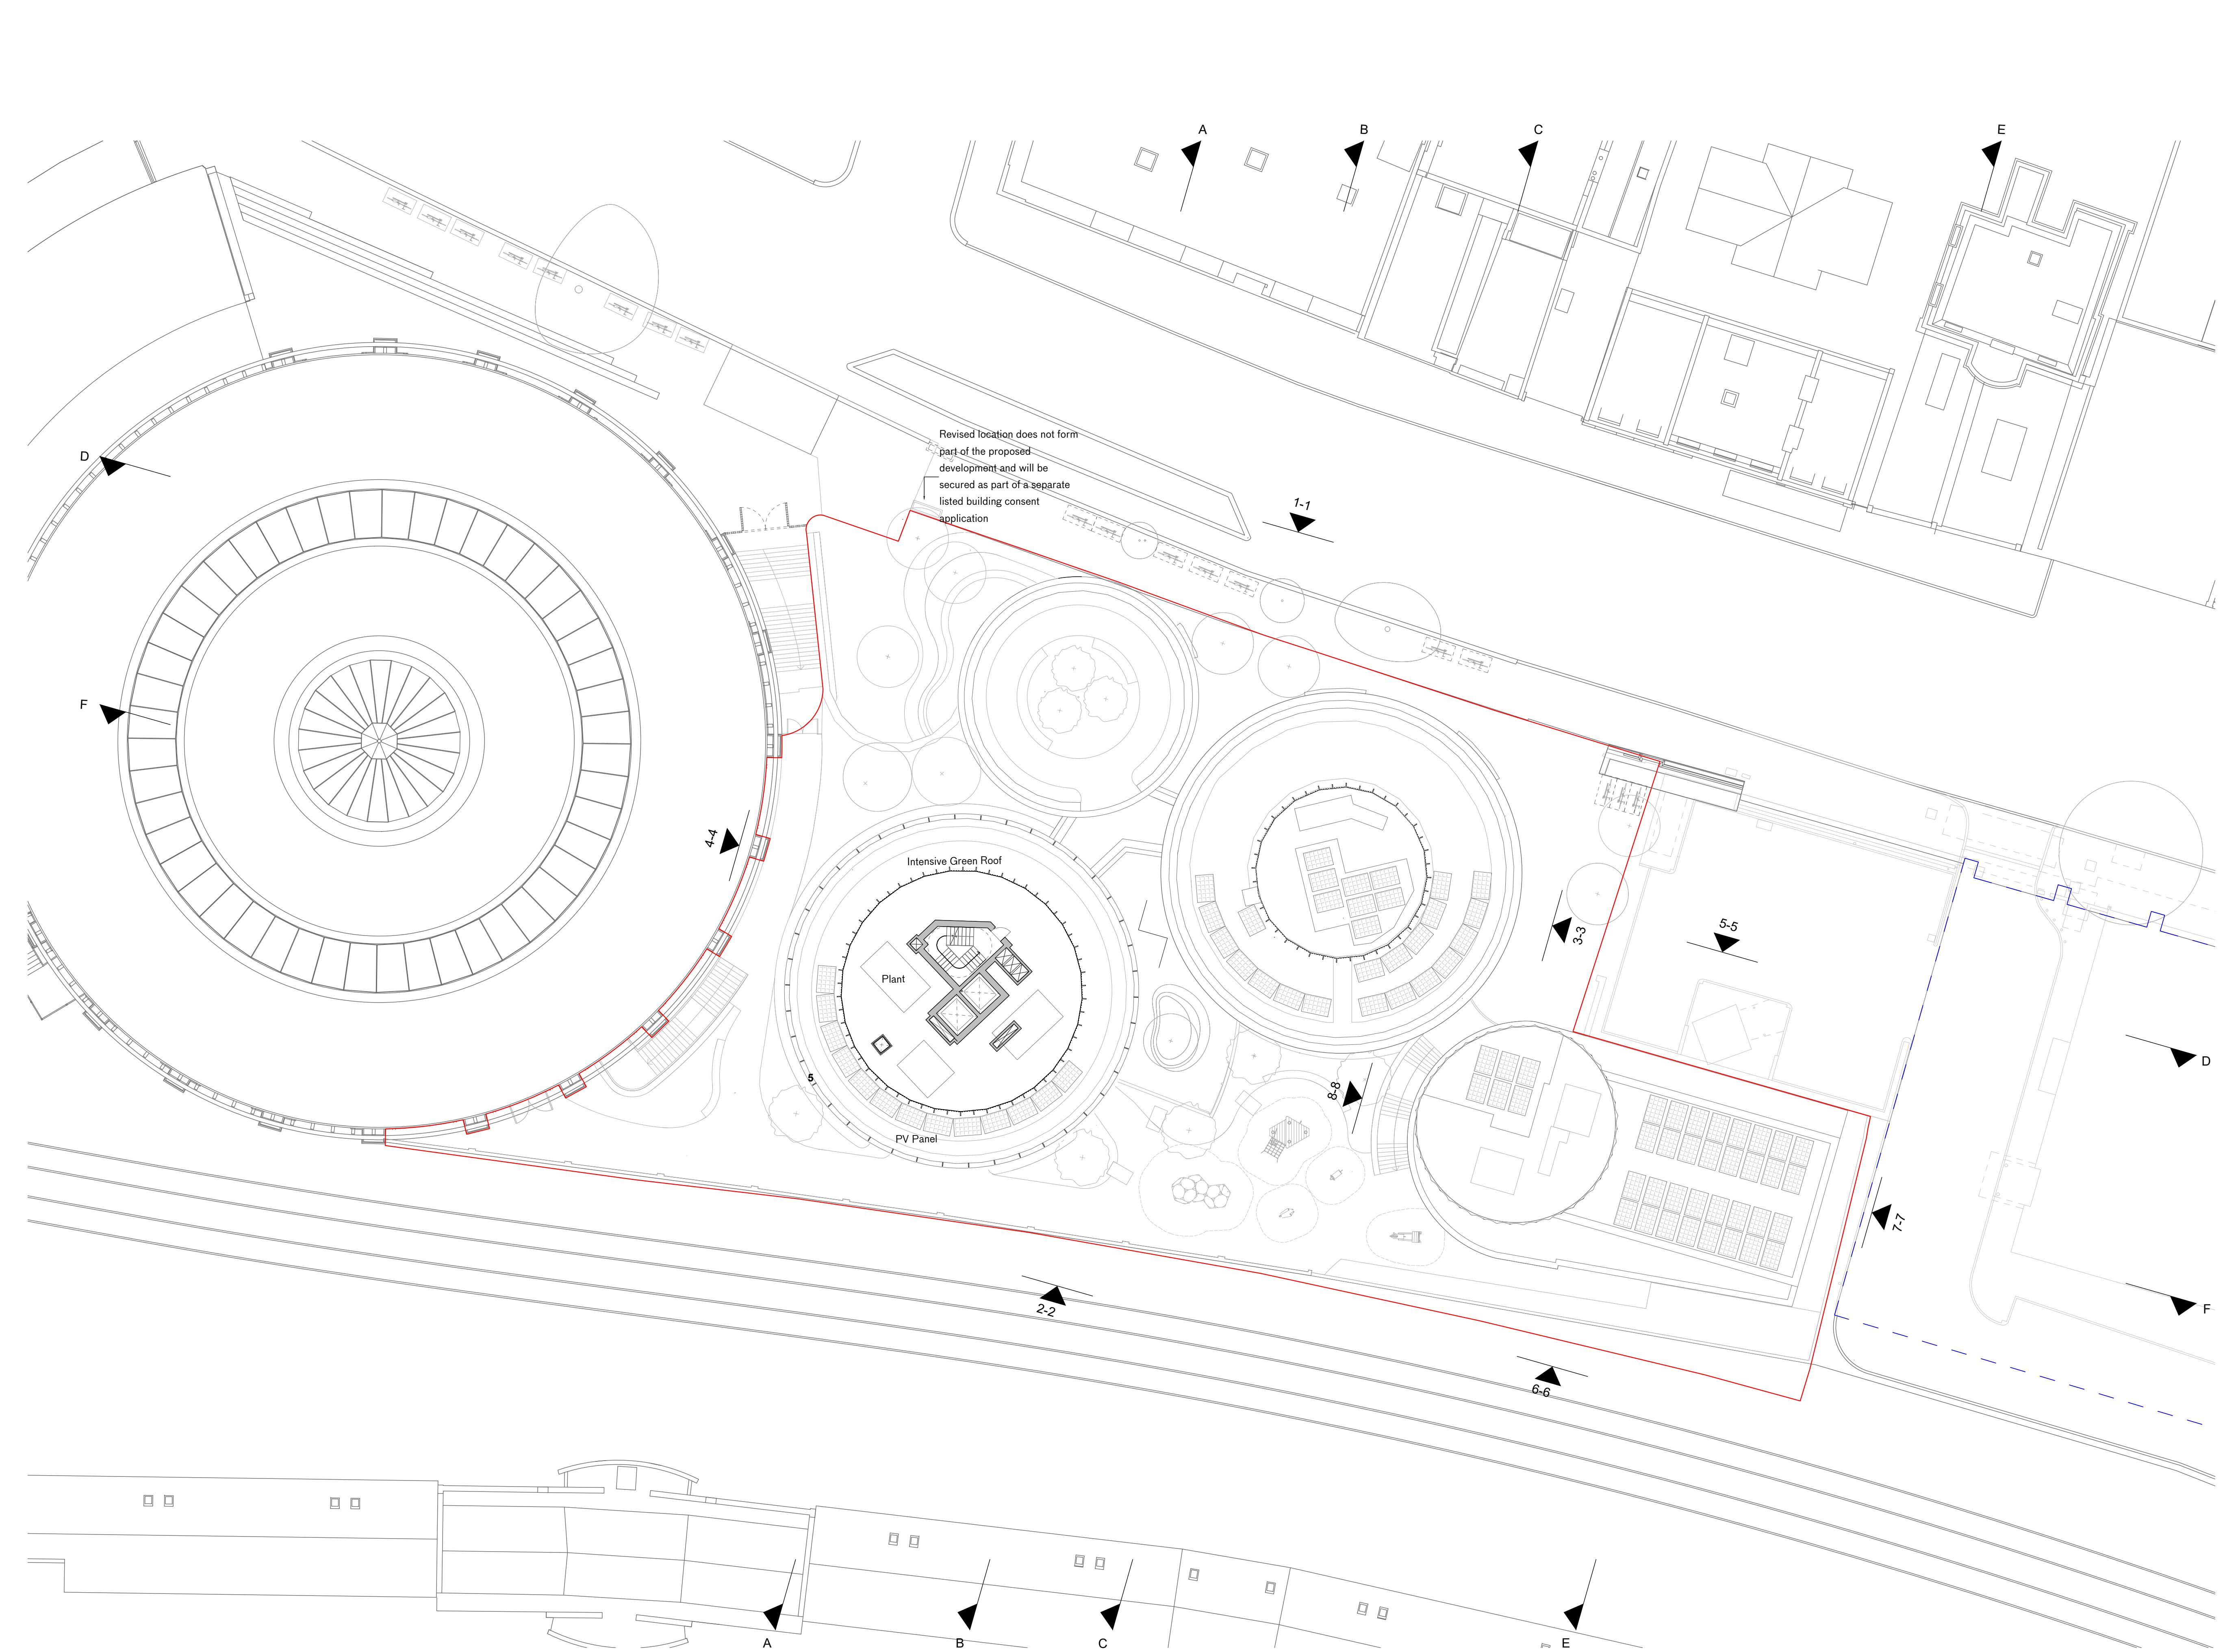 A
B
C
E
D
Revised location does not form
part of the proposed
development and will be
secured as part of a separate
listed building consent
application
1-1
F
4-4
Intensive Green Roof
5-5
3-3
Plant
D
5
8-8
PV Panel
7-7
2-2
F
6-6
A
B
C
E